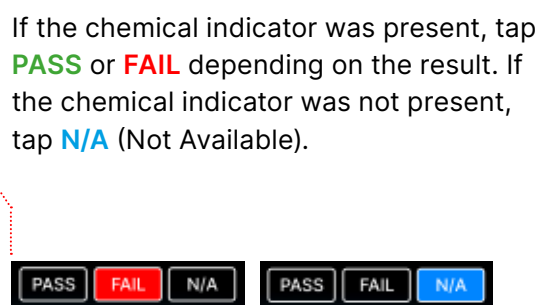 If the chemical indicator was present, tap
PASS or FAIL depending on the result. If
the chemical indicator was not present,
tap N/A (Not Available).
PASS FAIL N/A PASS FAIL N/A